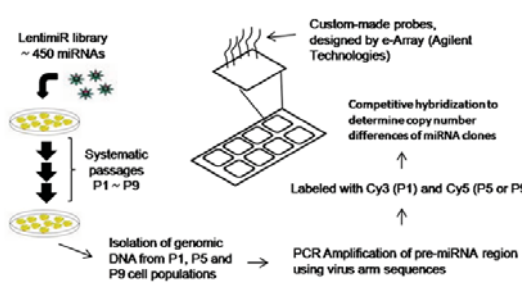 LentimiR library
~ 450 miRNAs
Systematic
passages
P1 ~ P9
Isolation of genomic
DNA from P1, P5 and
P9 cell populations
PCR Amplification of pre-miRNA region
using virus arm sequences
Labeled with Cy3 (P1) and Cy5 (P5 or P9
Competitive hybridization to
determine copy number
differences of miRNA clones
Custom-made probes,
designed by e-Array (Agilent
Technologies)